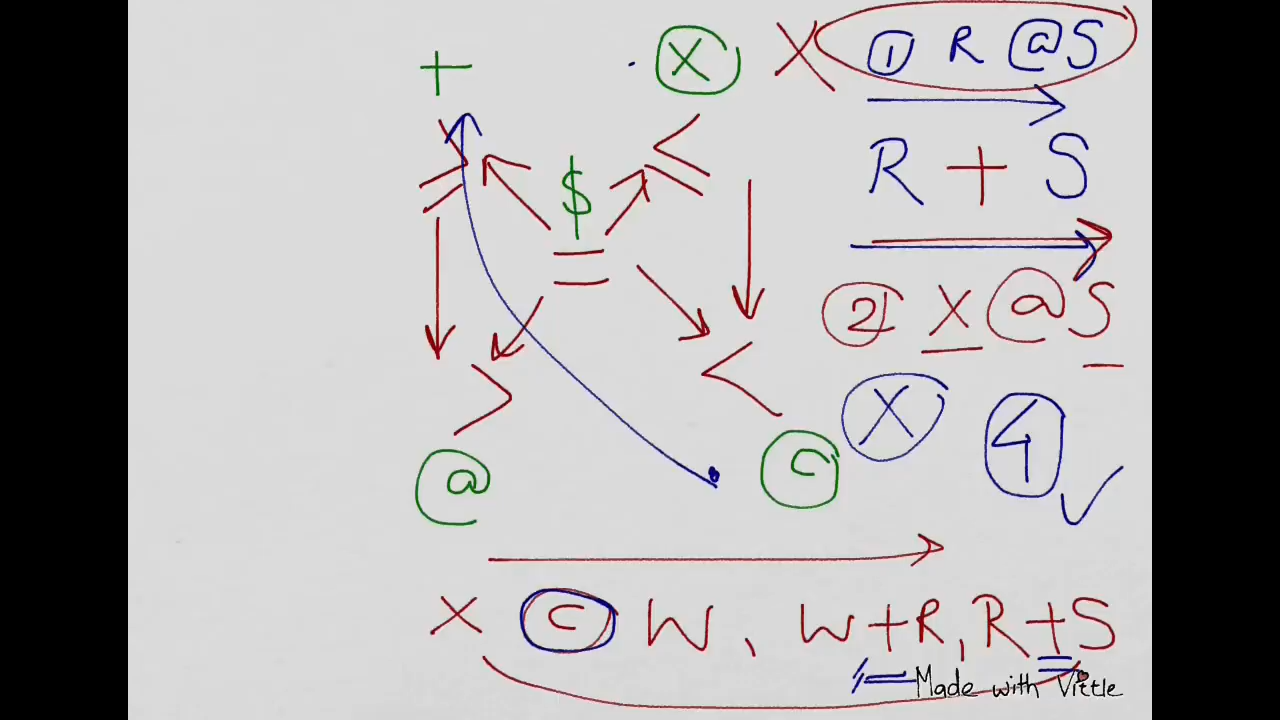 + X X ① R @ S
≥ $ ≤ R + S
=
② X @ S
> <
@ C X 4 ✓
X C W, W+R, R+S
Made with Vittle